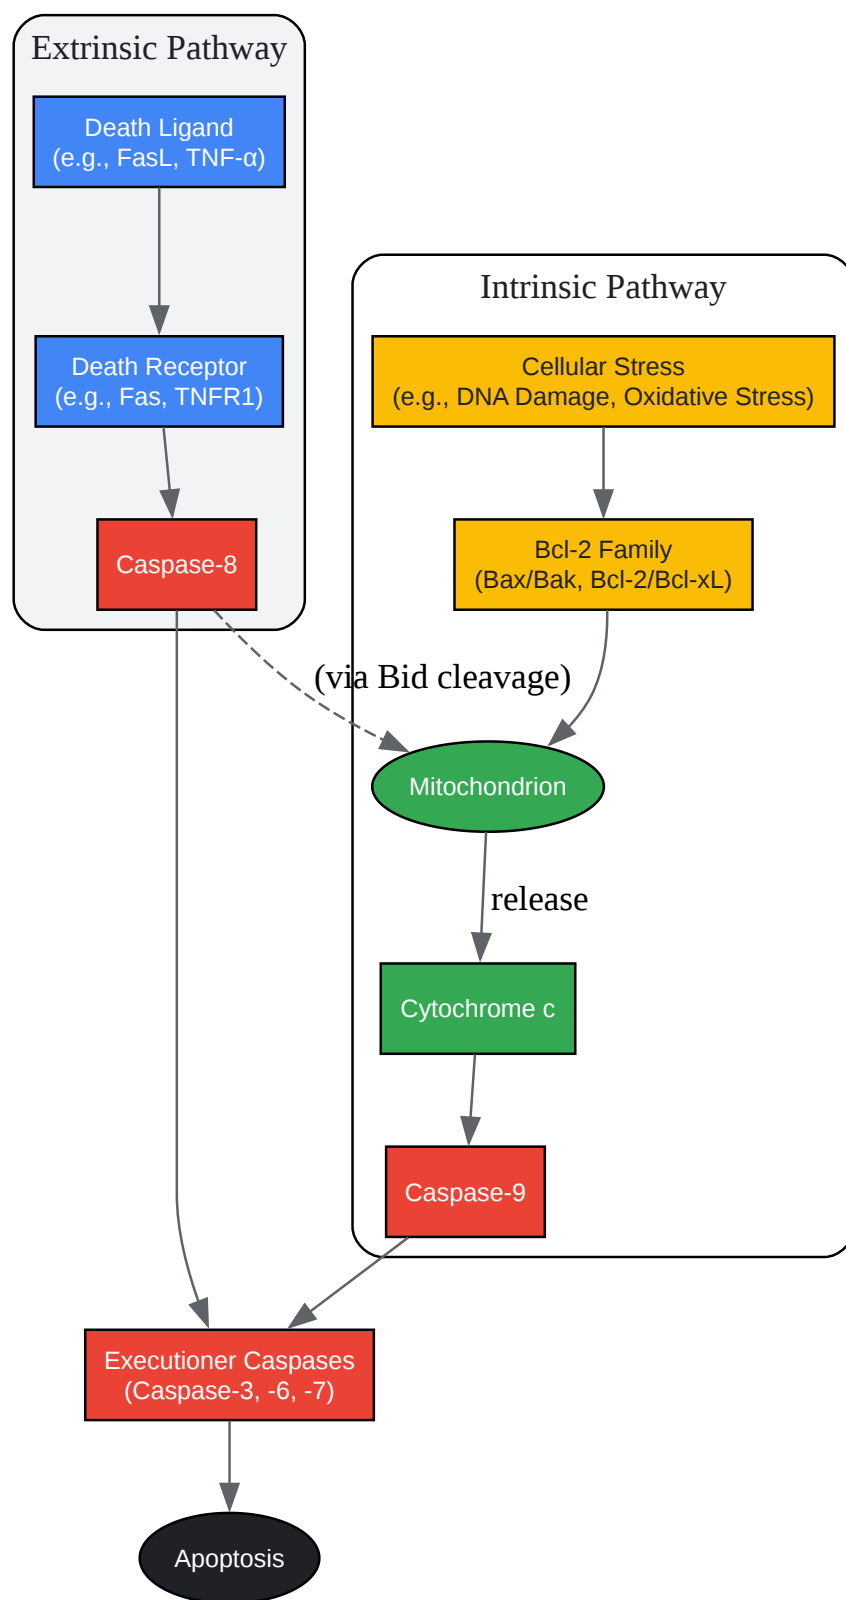 Extrinsic Pathway
Death Ligand
(e.g., FasL, TNF-α)
Death Receptor
(e.g., Fas, TNFR1)
Caspase-8
Intrinsic Pathway
Cellular Stress
(e.g., DNA Damage, Oxidative Stress)
Bcl-2 Family
(Bax/Bak, Bcl-2/Bcl-xL)
(via Bid cleavage)
Mitochondrion
release
Cytochrome c
Caspase-9
Executioner Caspases
(Caspase-3, -6, -7)
Apoptosis